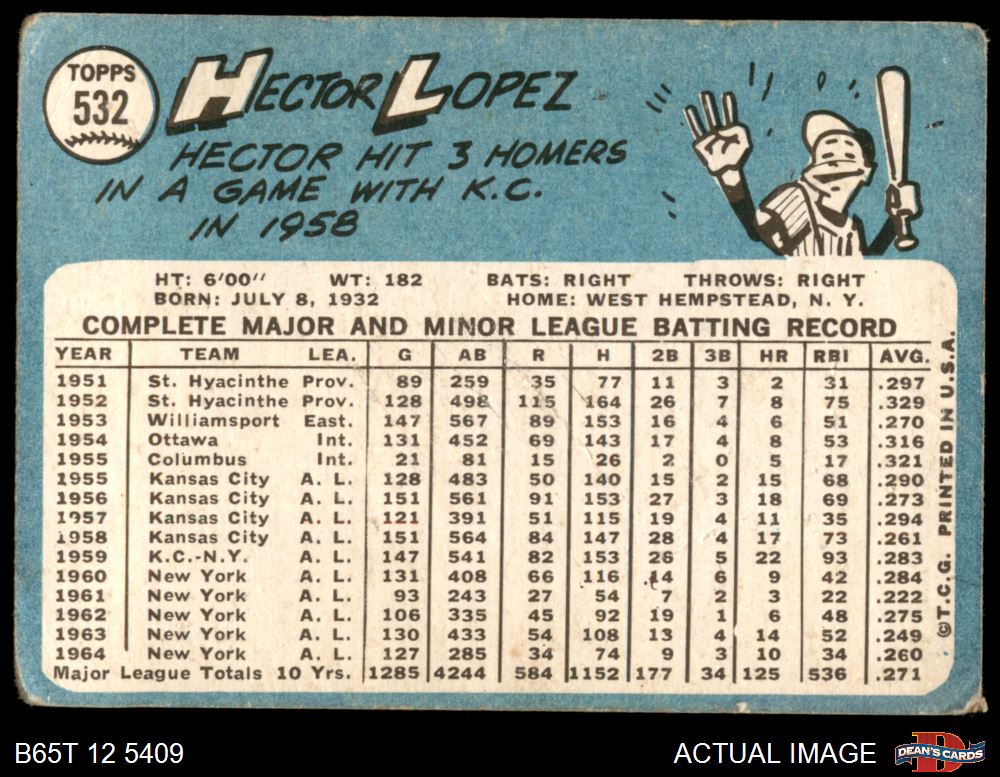 TOPPS
532
HECTOR LOPEZ
HECTOR HIT 3 HOMERS
IN A GAME WITH K.C.
IN 1958
HT: 6'00" WT: 182 BATS: RIGHT THROWS: RIGHT
BORN: JULY 8, 1932 HOME: WEST HEMPSTEAD, N. Y.
COMPLETE MAJOR AND MINOR LEAGUE BATTING RECORD
YEAR TEAM LEA. G AB R H 2B 3B HR RBI AVG.
1951 St. Hyacinthe Prov. 89 259 35 77 11 3 2 31 .297
1952 St. Hyacinthe Prov. 128 498 115 164 26 7 8 75 .329
1953 Williamsport East. 147 567 89 153 16 4 6 51 .270
1954 Ottawa Int. 131 452 69 143 17 4 8 53 .316
1955 Columbus Int. 21 81 15 26 2 0 5 17 .321
1955 Kansas City A. L. 128 483 50 140 15 2 15 68 .290
1956 Kansas City A. L. 151 561 91 153 27 3 18 69 .273
1957 Kansas City A. L. 121 391 51 115 19 4 11 35 .294
1958 Kansas City A. L. 151 564 84 147 28 4 17 73 .261
1959 K.C.-N.Y. A. L. 147 541 82 153 26 5 22 93 .283
1960 New York A. L. 131 408 66 116 14 6 9 42 .284
1961 New York A. L. 93 243 27 54 7 2 3 22 .222
1962 New York A. L. 106 335 45 92 19 1 6 48 .275
1963 New York A. L. 130 433 54 108 13 4 14 52 .249
1964 New York A. L. 127 285 34 74 9 3 10 34 .260
Major League Totals 10 Yrs. 1285 4244 584 1152 177 34 125 536 .271
©T.C.G. PRINTED IN U.S.A.
B65T 12 5409
ACTUAL IMAGE
D
DEAN'S CARDS